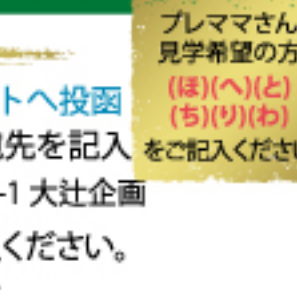 プレママさん
見学希望の方
(ほ)(へ)(と)
(ち)(り)(わ)
をご記入ください
トへ投函
先を記入
-1 大辻企画
ください。